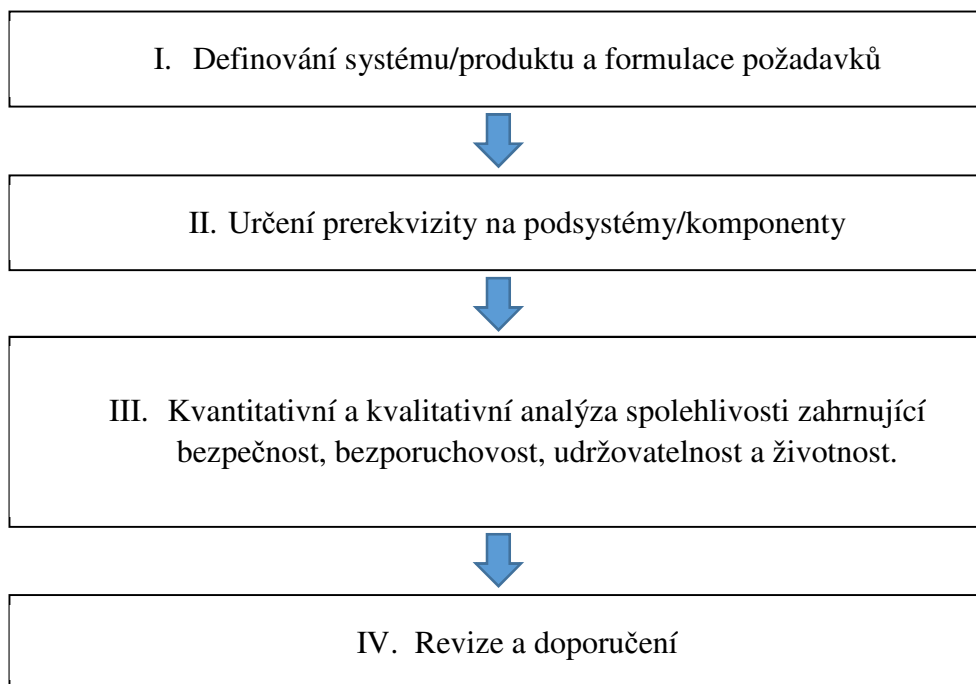 I. Definování systému/produktu a formulace požadavků
II. Určení prerekvizity na podsystémy/komponenty
III. Kvantitativní a kvalitativní analýza spolehlivosti zahrnující
bezpečnost, bezporuchovost, udržovatelnost a životnost.
IV. Revize a doporučení